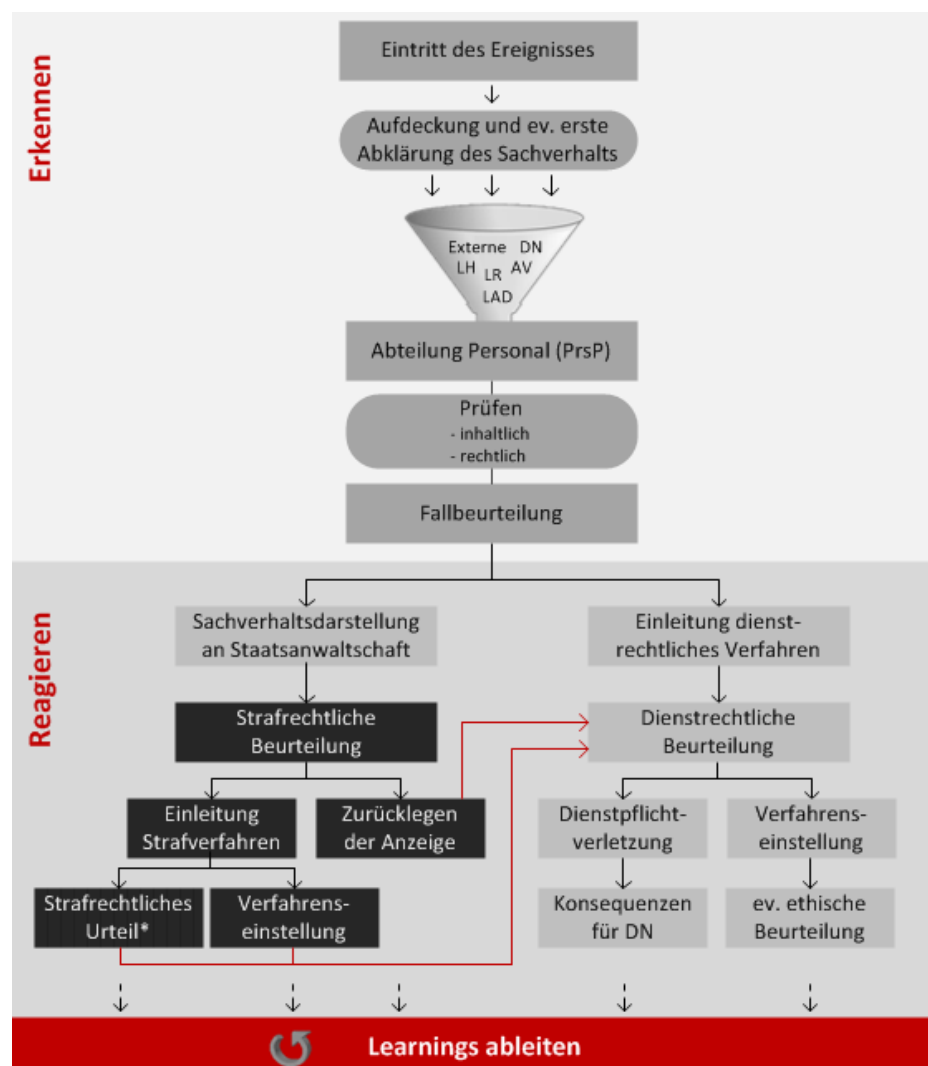 Erkennen
Eintritt des Ereignisses
Aufdeckung und ev. erste
Abklärung des Sachverhalts
Externe DN
LH LR AV
LAD
Abteilung Personal (PrsP)
Prüfen
- inhaltlich
- rechtlich
Fallbeurteilung
Reagieren
Sachverhaltsdarstellung
an Staatsanwaltschaft
Einleitung dienst-
rechtliches Verfahren
Strafrechtliche
Beurteilung
Dienstrechtliche
Beurteilung
Einleitung
Strafverfahren
Zurücklegen
der Anzeige
Dienstpflicht-
verletzung
Verfahrens-
einstellung
Strafrechtliches
Urteil*
Verfahrens-
einstellung
Konsequenzen
für DN
ev. ethische
Beurteilung
Learnings ableiten